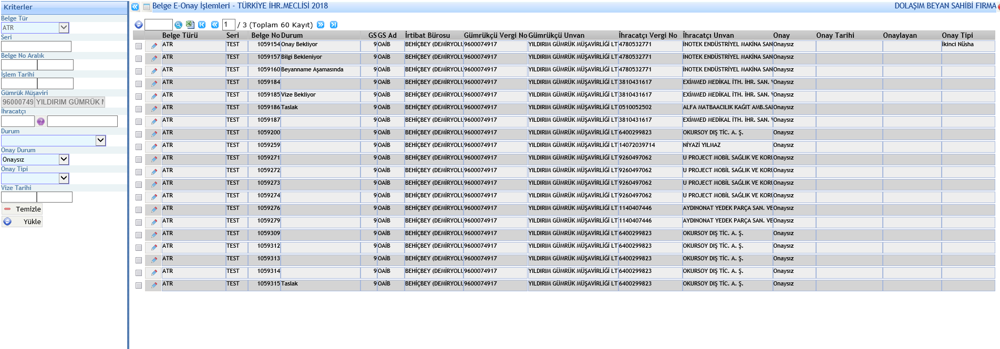 Kriterler
Belge Tür
ATR
Seri
Belge No Aralık
İşlem Tarihi
Gümrük Müşaviri
96000749 YILDIRIM GÜMRÜK M
İhracatçı
Durum
Onay Durum
Onaysız
Onay Tipi
Vize Tarihi
Temizle
Yükle
Belge E-Onay İşlemleri - TÜRKİYE İHR.MECLİSİ 2018 DOLAŞIM BEYAN SAHİBİ FIRMA
1 / 3 (Toplam 60 Kayıt)
Belge Türü Seri Belge No Durum GS GS Ad İrtibat Bürosu Gümrükçü Vergi No Gümrükçü Unvan İhracatçı Vergi No İhracatçı Unvan Onay Onay Tarihi Onaylayan Onay Tipi
ATR TEST 1059154 Onay Bekliyor 9 OAİB BEHİÇBEY (DEMİRYOLU 9600074917 YILDIRIM GÜMRÜK MÜŞAVİRLİĞİ LT 4780532771 İNOTEK ENDÜSTRİYEL MAKİNA SAN Onaysız İkinci Nüsha
ATR TEST 1059157 Bilgi Bekleniyor 9 OAİB BEHİÇBEY (DEMİRYOLU 9600074917 YILDIRIM GÜMRÜK MÜŞAVİRLİĞİ LT 4780532771 İNOTEK ENDÜSTRİYEL MAKİNA SAN Onaysız
ATR TEST 1059160 Beyanname Aşamasında 9 OAİB BEHİÇBEY (DEMİRYOLU 9600074917 YILDIRIM GÜMRÜK MÜŞAVİRLİĞİ LT 4780532771 İNOTEK ENDÜSTRİYEL MAKİNA SAN Onaysız
ATR TEST 1059184 9 OAİB BEHİÇBEY (DEMİRYOLU 9600074917 YILDIRIM GÜMRÜK MÜŞAVİRLİĞİ LT 3810431617 EXİMMED MEDİKAL İTH. İHR. SAN. V Onaysız
ATR TEST 1059185 Vize Bekliyor 9 OAİB BEHİÇBEY (DEMİRYOLU 9600074917 YILDIRIM GÜMRÜK MÜŞAVİRLİĞİ LT 3810431617 EXİMMED MEDİKAL İTH. İHR. SAN. V Onaysız
ATR TEST 1059186 Taslak 9 OAİB BEHİÇBEY (DEMİRYOLU 9600074917 YILDIRIM GÜMRÜK MÜŞAVİRLİĞİ LT 0510052502 ALFA MATBAACILIK KAĞIT AMB.SAN Onaysız
ATR TEST 1059187 9 OAİB BEHİÇBEY (DEMİRYOLU 9600074917 YILDIRIM GÜMRÜK MÜŞAVİRLİĞİ LT 3810431617 EXİMMED MEDİKAL İTH. İHR. SAN. V Onaysız
ATR TEST 1059200 9 OAİB BEHİÇBEY (DEMİRYOLU 9600074917 YILDIRIM GÜMRÜK MÜŞAVİRLİĞİ LT 6400299823 OKURSOY DIŞ TİC. A. Ş. Onaysız
ATR TEST 1059259 9 OAİB BEHİÇBEY (DEMİRYOLU 9600074917 YILDIRIM GÜMRÜK MÜŞAVİRLİĞİ LT 14072039714 NİYAZİ YILMAZ Onaysız
ATR TEST 1059271 9 OAİB BEHİÇBEY (DEMİRYOLU 9600074917 YILDIRIM GÜMRÜK MÜŞAVİRLİĞİ LT 9260497062 U PROJECT MOBİL SAĞLIK VE KORU Onaysız
ATR TEST 1059272 9 OAİB BEHİÇBEY (DEMİRYOLU 9600074917 YILDIRIM GÜMRÜK MÜŞAVİRLİĞİ LT 9260497062 U PROJECT MOBİL SAĞLIK VE KORU Onaysız
ATR TEST 1059273 9 OAİB BEHİÇBEY (DEMİRYOLU 9600074917 YILDIRIM GÜMRÜK MÜŞAVİRLİĞİ LT 9260497062 U PROJECT MOBİL SAĞLIK VE KORU Onaysız
ATR TEST 1059274 9 OAİB BEHİÇBEY (DEMİRYOLU 9600074917 YILDIRIM GÜMRÜK MÜŞAVİRLİĞİ LT 9260497062 U PROJECT MOBİL SAĞLIK VE KORU Onaysız
ATR TEST 1059276 9 OAİB BEHİÇBEY (DEMİRYOLU 9600074917 YILDIRIM GÜMRÜK MÜŞAVİRLİĞİ LT 1140407446 AYDINONAT YEDEK PARÇA SAN. VE Onaysız
ATR TEST 1059279 9 OAİB BEHİÇBEY (DEMİRYOLU 9600074917 YILDIRIM GÜMRÜK MÜŞAVİRLİĞİ LT 1140407446 AYDINONAT YEDEK PARÇA SAN. VE Onaysız
ATR TEST 1059309 9 OAİB BEHİÇBEY (DEMİRYOLU 9600074917 YILDIRIM GÜMRÜK MÜŞAVİRLİĞİ LT 6400299823 OKURSOY DIŞ TİC. A. Ş. Onaysız
ATR TEST 1059312 9 OAİB BEHİÇBEY (DEMİRYOLU 9600074917 YILDIRIM GÜMRÜK MÜŞAVİRLİĞİ LT 6400299823 OKURSOY DIŞ TİC. A. Ş. Onaysız
ATR TEST 1059313 9 OAİB BEHİÇBEY (DEMİRYOLU 9600074917 YILDIRIM GÜMRÜK MÜŞAVİRLİĞİ LT 6400299823 OKURSOY DIŞ TİC. A. Ş. Onaysız
ATR TEST 1059314 9 OAİB BEHİÇBEY (DEMİRYOLU 9600074917 YILDIRIM GÜMRÜK MÜŞAVİRLİĞİ LT 6400299823 OKURSOY DIŞ TİC. A. Ş. Onaysız
ATR TEST 1059315 Taslak 9 OAİB BEHİÇBEY (DEMİRYOLU 9600074917 YILDIRIM GÜMRÜK MÜŞAVİRLİĞİ LT 6400299823 OKURSOY DIŞ TİC. A. Ş. Onaysız